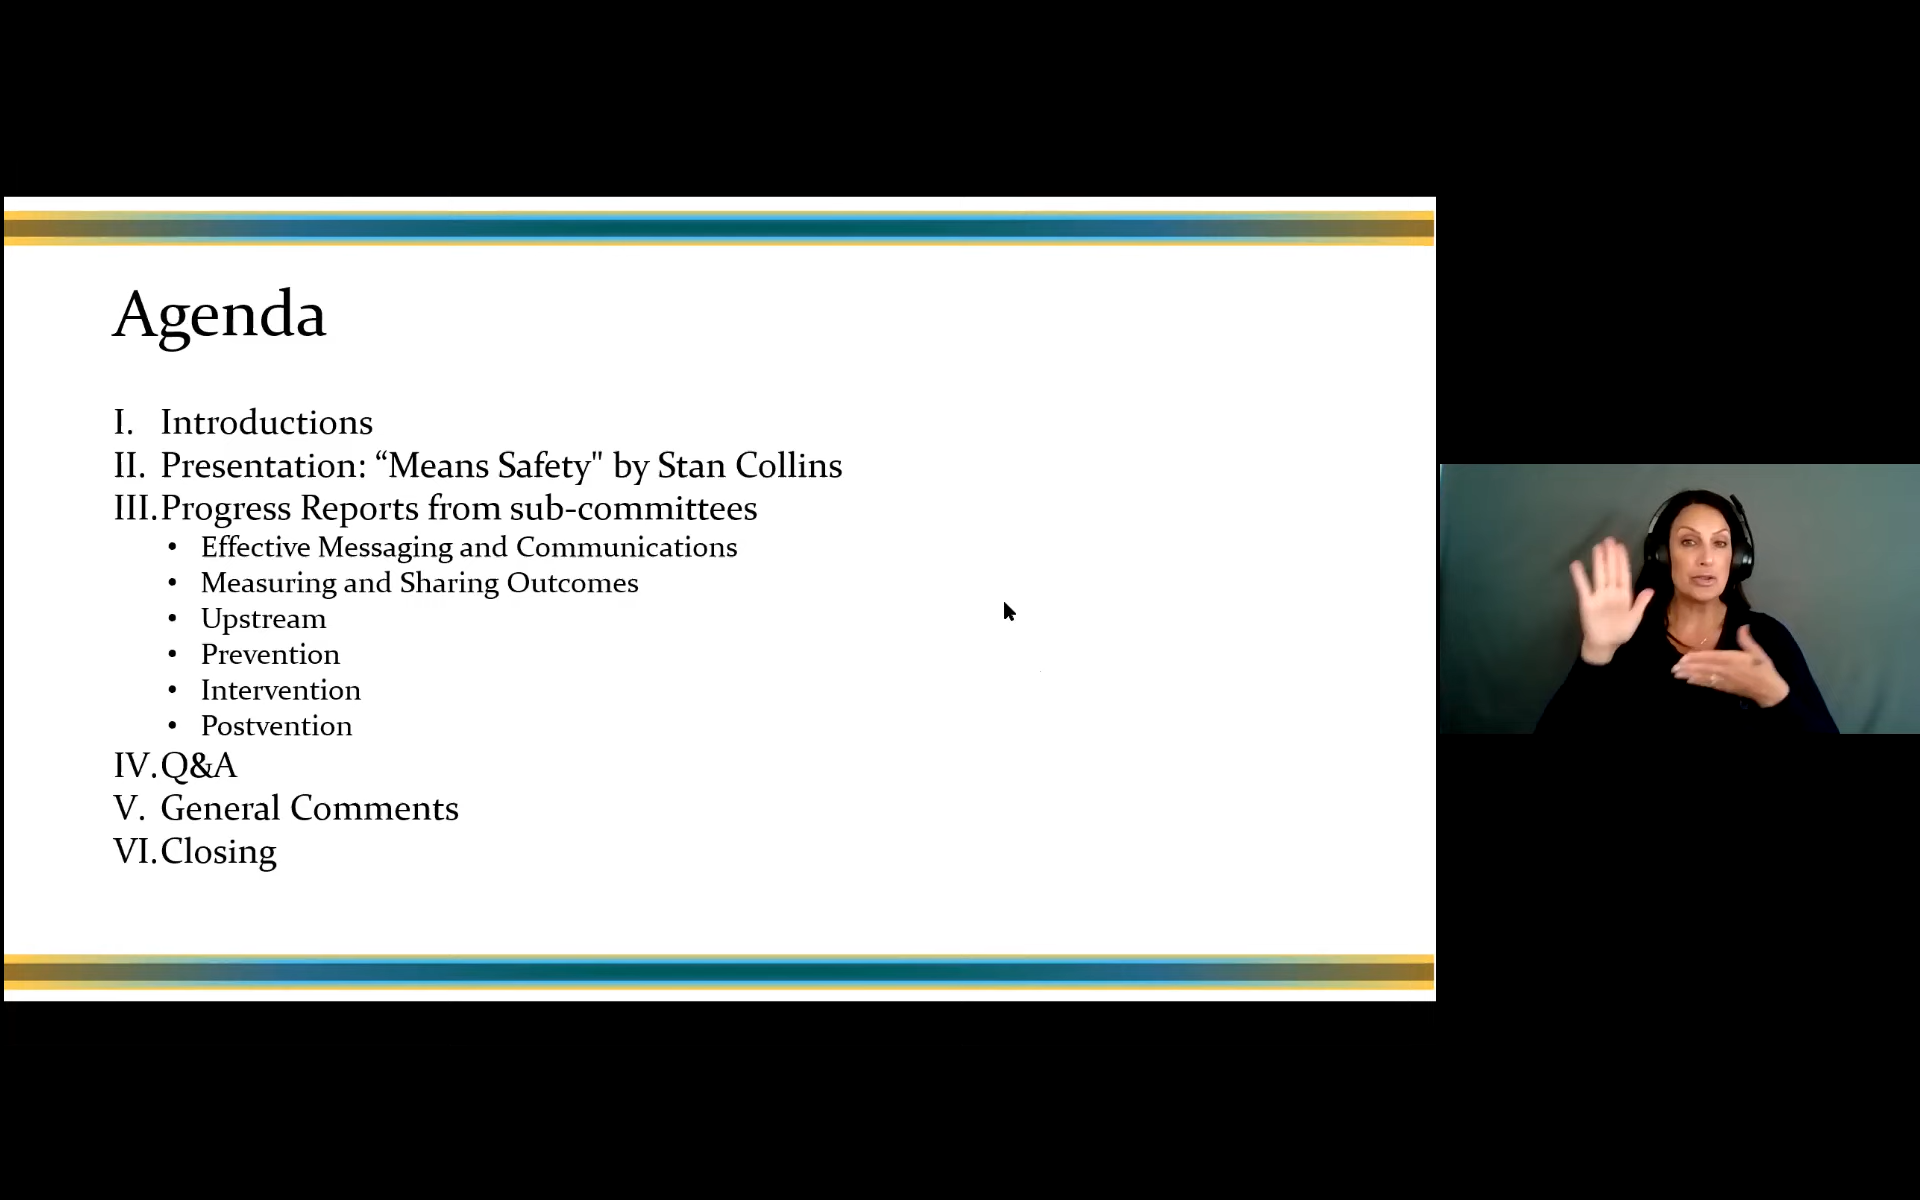 Agenda
I. Introductions
II. Presentation: “Means Safety" by Stan Collins
III. Progress Reports from sub-committees
• Effective Messaging and Communications
• Measuring and Sharing Outcomes
• Upstream
• Prevention
• Intervention
• Postvention
IV. Q&A
V. General Comments
VI. Closing